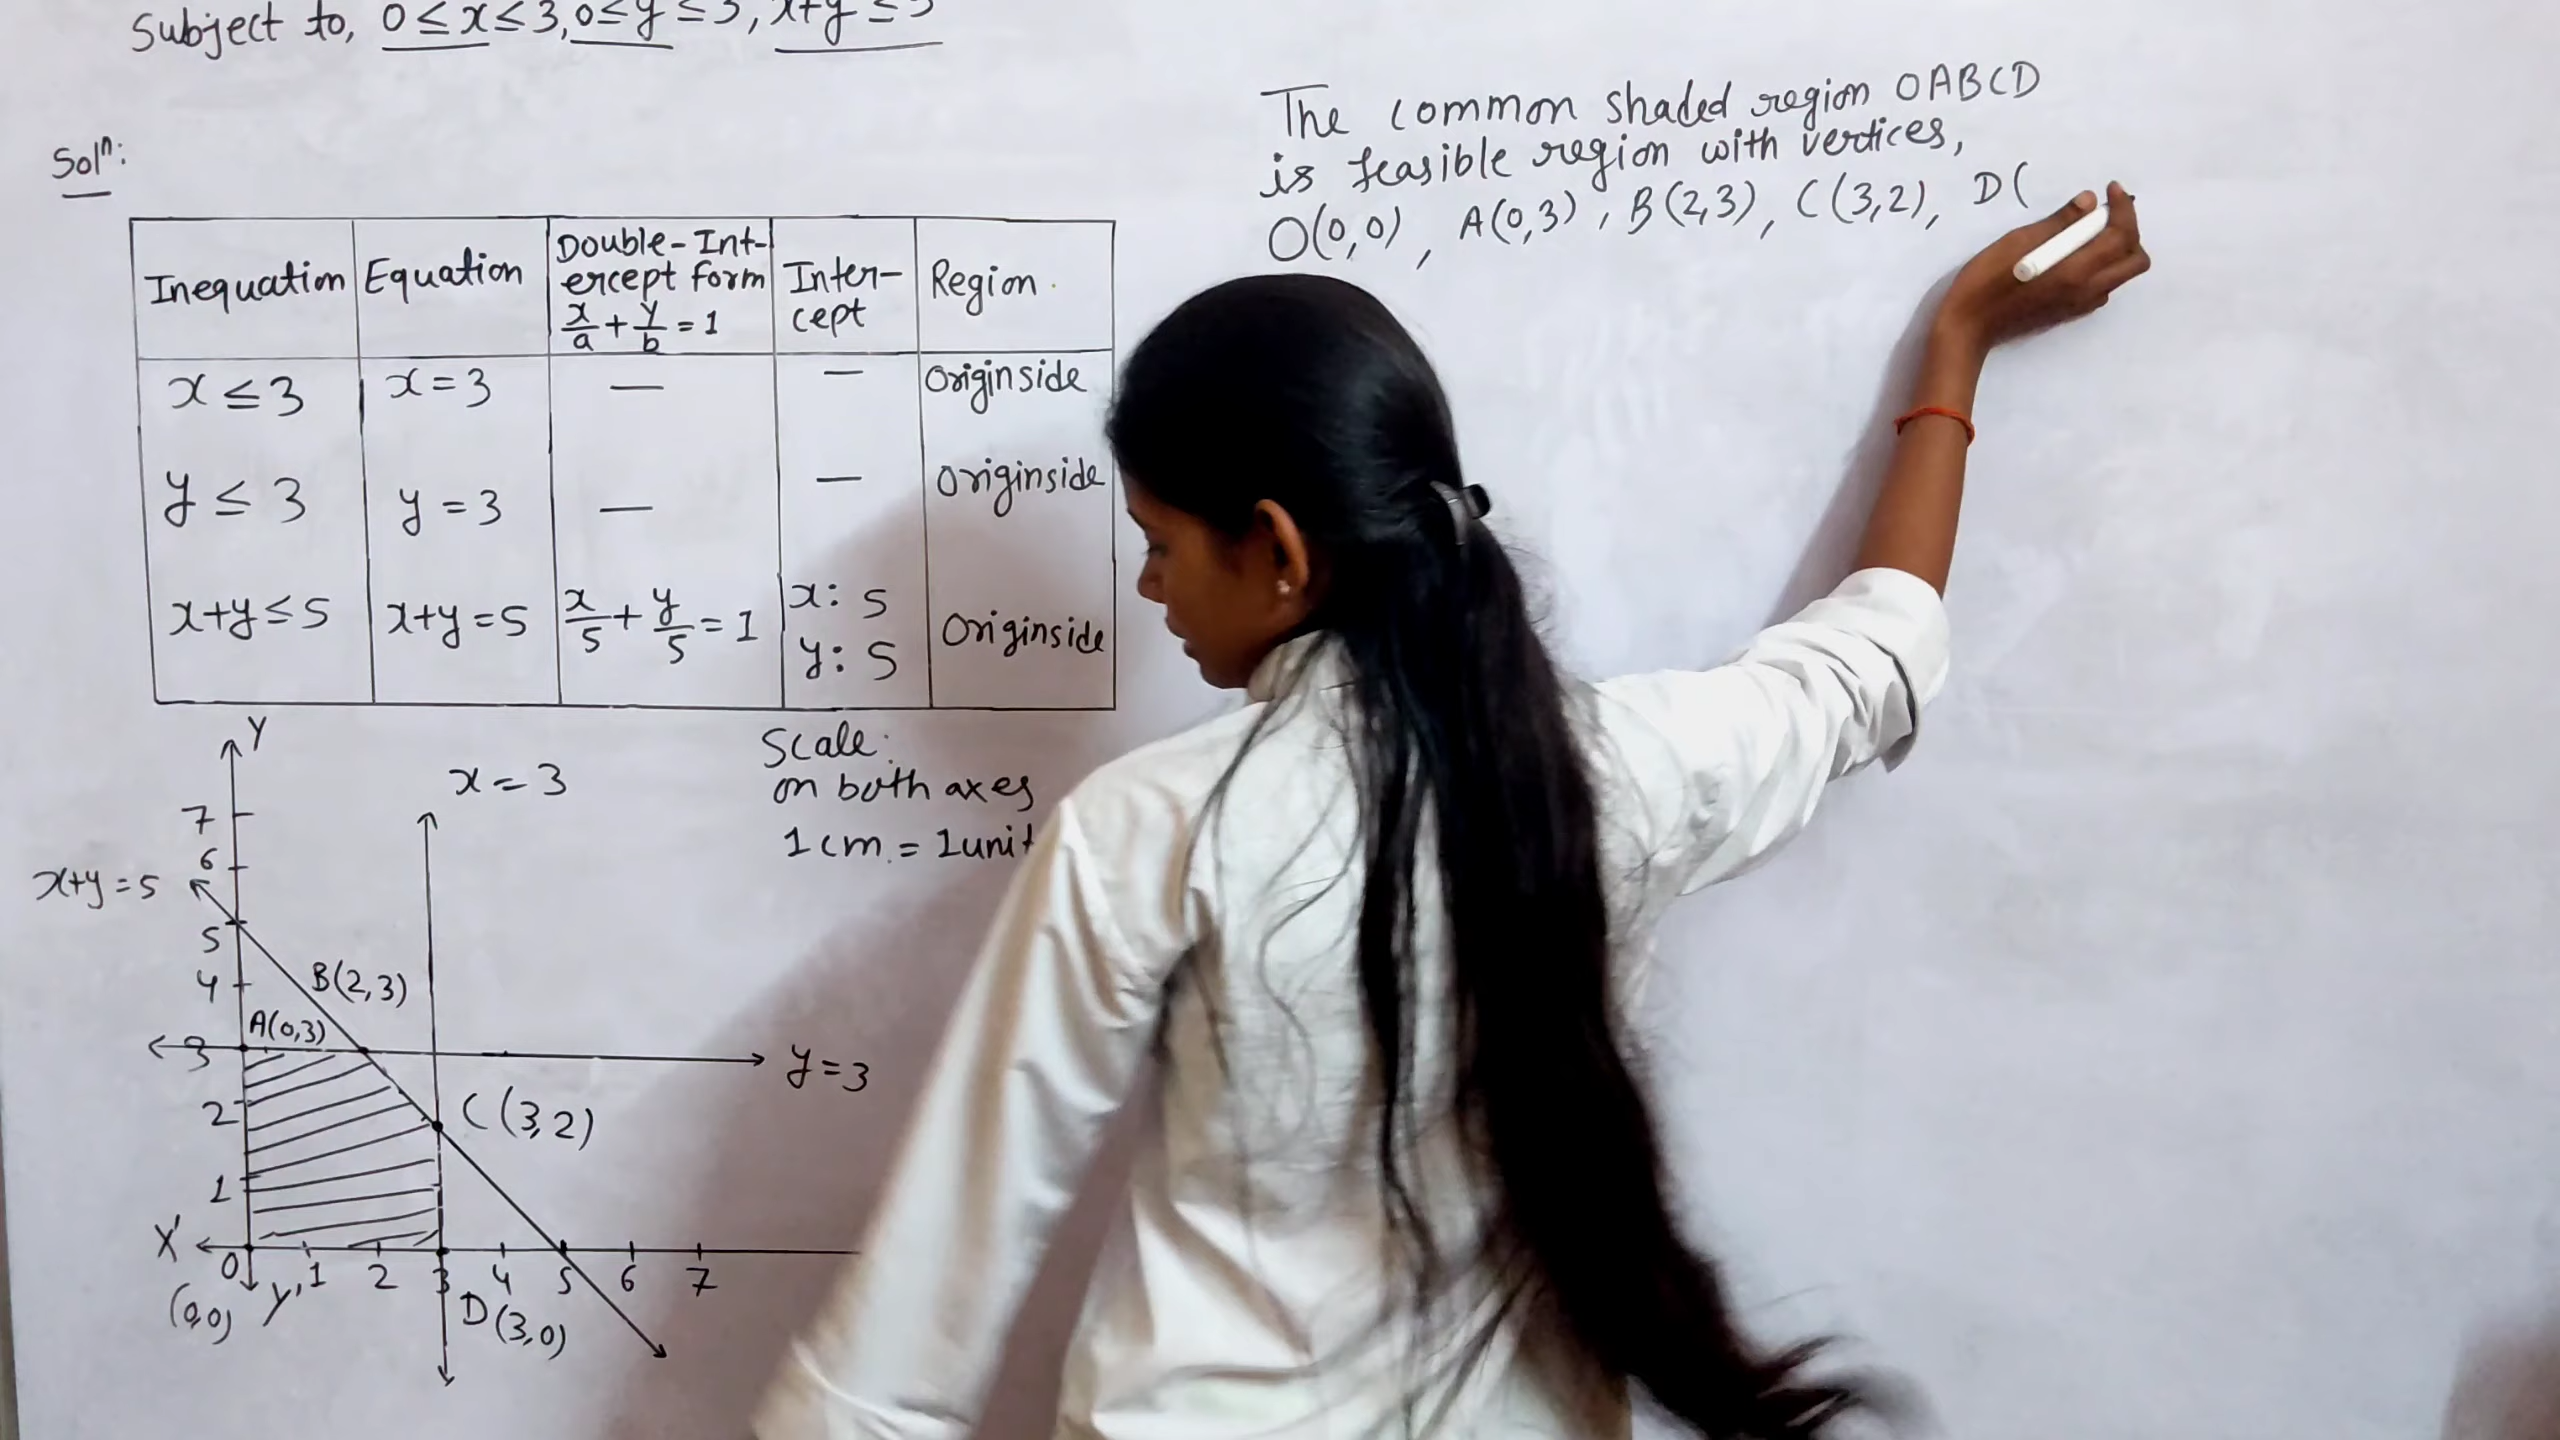 Subject to, 0 ≤ x ≤ 3, 0 ≤ y ≤ 3, x+y ≤ 5
Solⁿ:
Inequation Equation Double-Int-
ercept form
x/a + y/b = 1 Inter-
cept Region
x ≤ 3 x = 3 — — Originside
y ≤ 3 y = 3 — — Originside
x+y ≤ 5 x+y = 5 x/5 + y/5 = 1 x: 5
y: 5 Originside
Scale:
on both axes
1 cm. = 1 unit
Y
x = 3
7
6
x+y = 5
5
4
B(2,3)
A(0,3)
3
y = 3
2
C (3,2)
1
X'
0 1 2 3 4 5 6 7
(0,0) Y' D (3,0)
The common shaded region OABCD
is feasible region with vertices,
O(0,0), A(0,3), B(2,3), C(3,2), D(